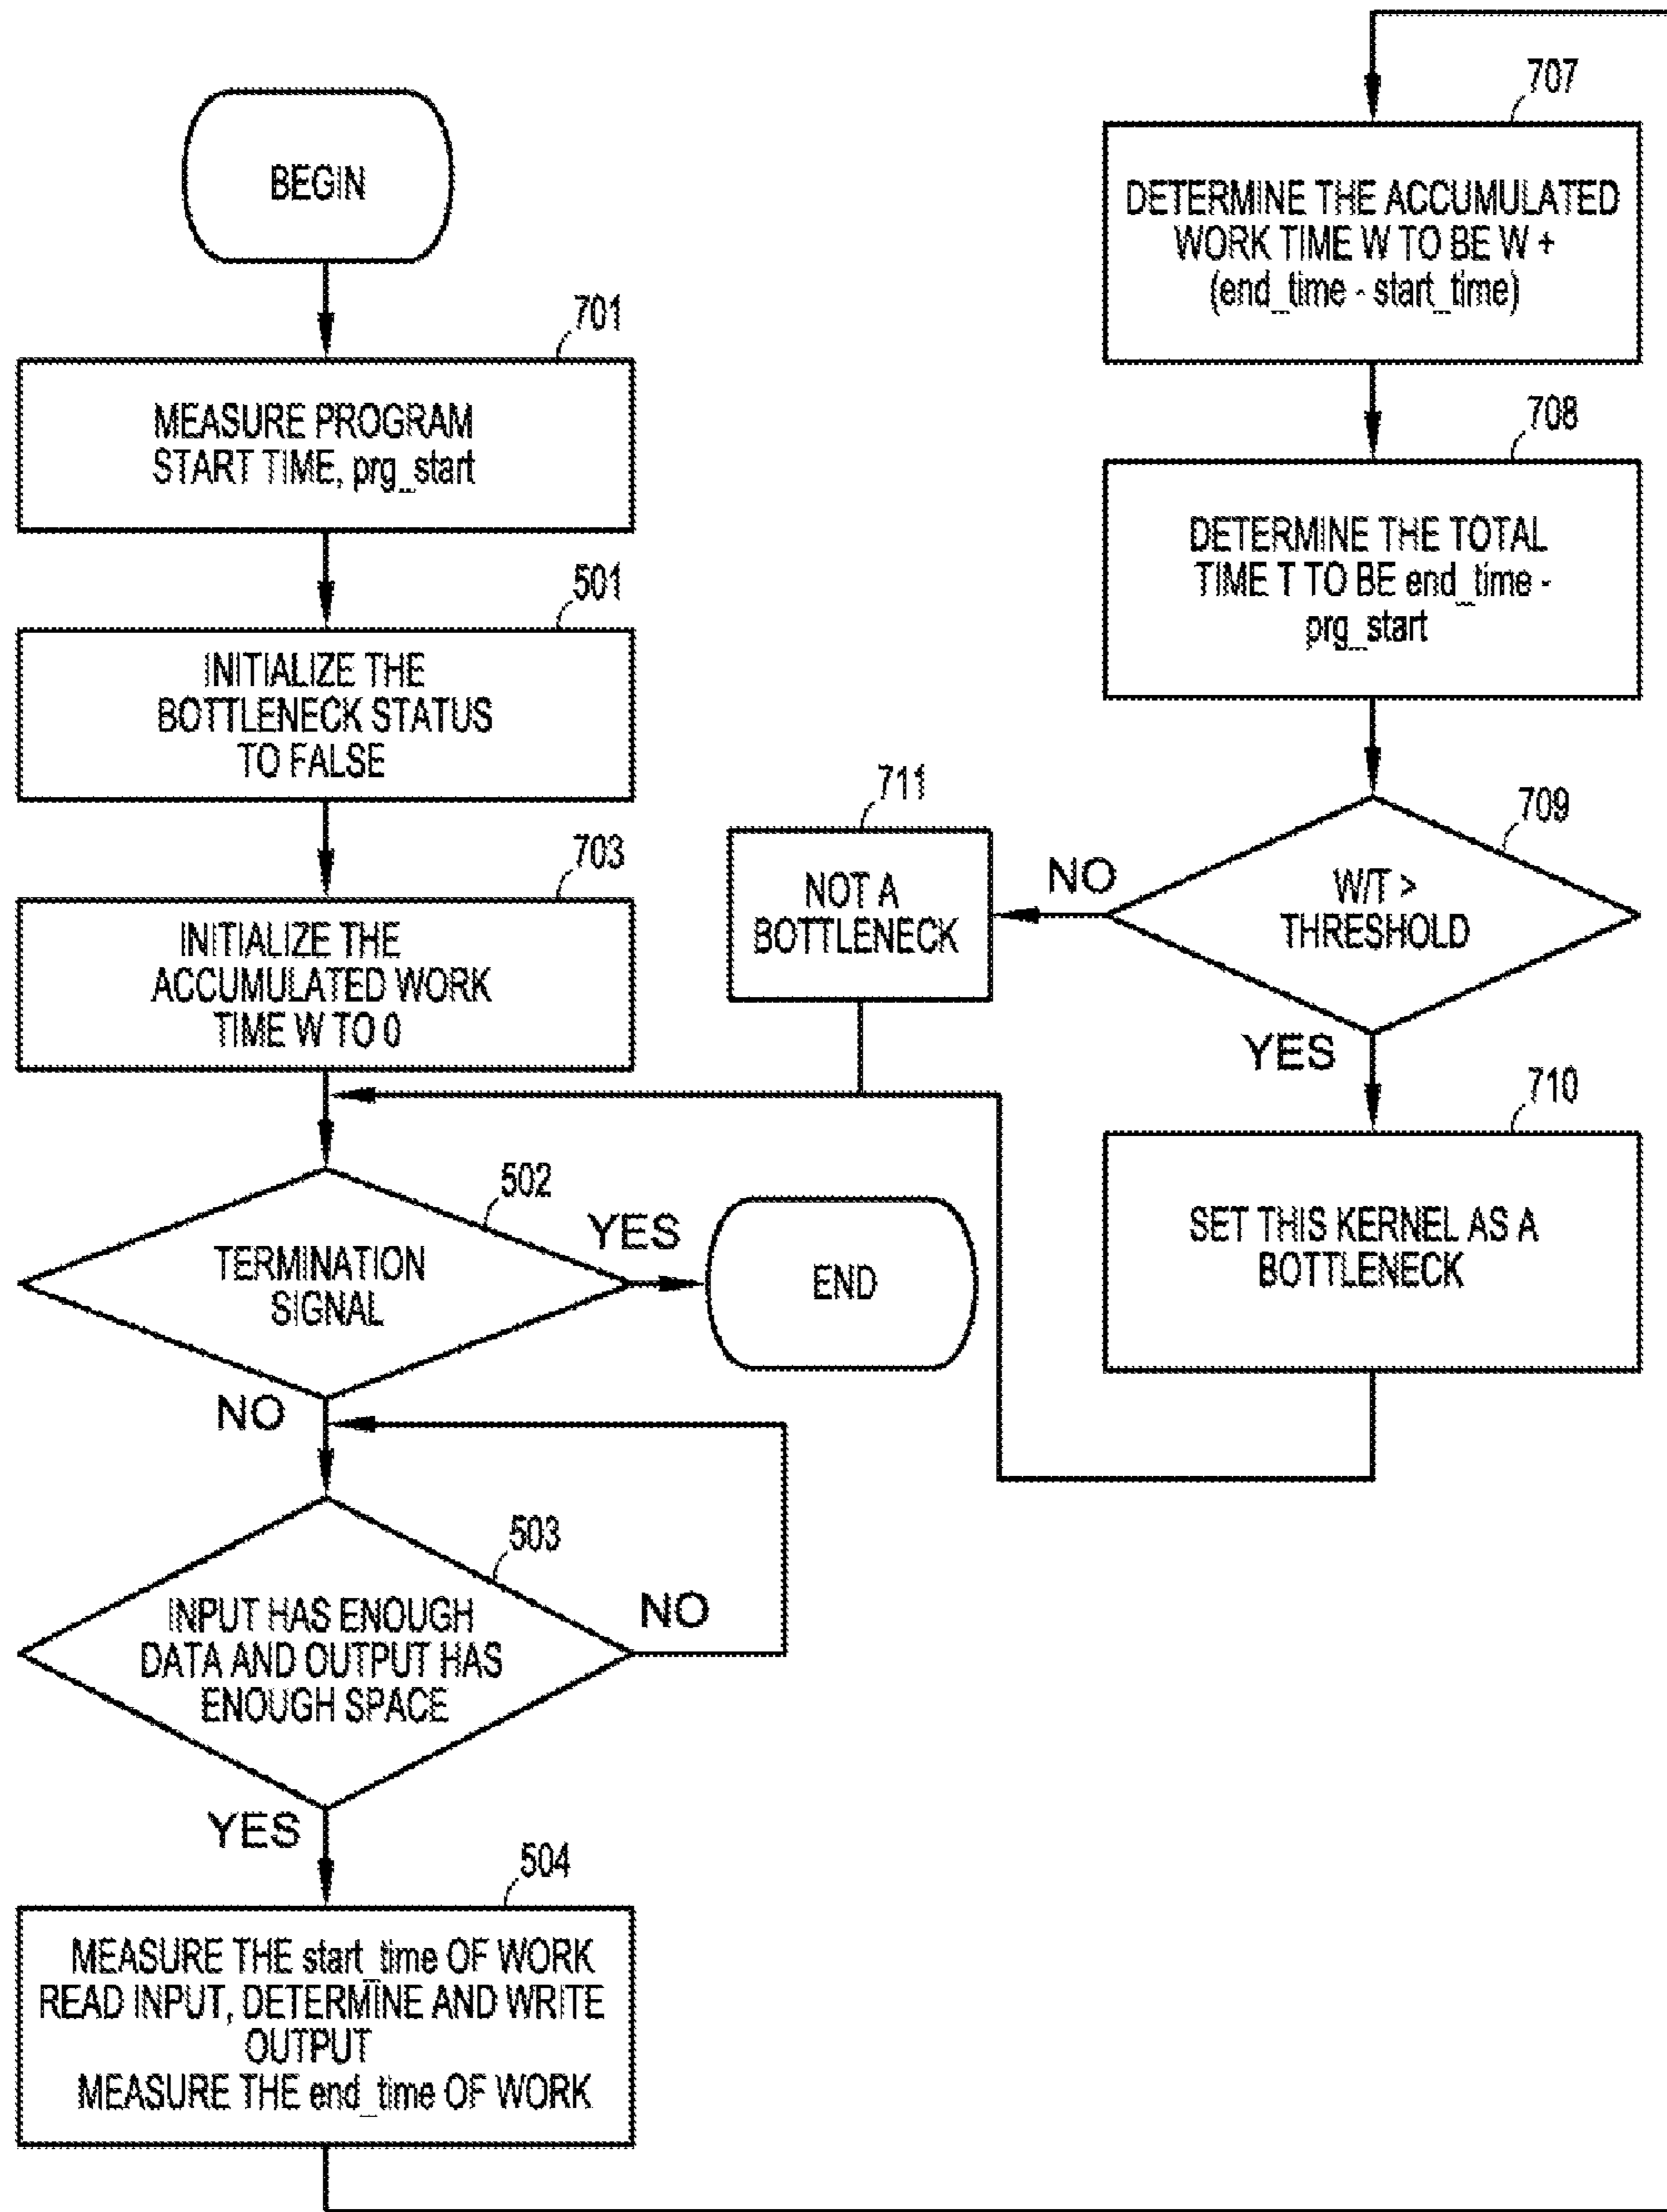 BEGIN
701
MEASURE PROGRAM
START TIME, prg_start
501
INITIALIZE THE
BOTTLENECK STATUS
TO FALSE
703
INITIALIZE THE
ACCUMULATED WORK
TIME W TO 0
502
TERMINATION
SIGNAL
YES
END
NO
503
INPUT HAS ENOUGH
DATA AND OUTPUT HAS
ENOUGH SPACE
NO
YES
504
MEASURE THE start_time OF WORK
READ INPUT, DETERMINE AND WRITE
OUTPUT
MEASURE THE end_time OF WORK
707
DETERMINE THE ACCUMULATED
WORK TIME W TO BE W +
(end_time - start_time)
708
DETERMINE THE TOTAL
TIME T TO BE end_time -
prg_start
709
W/T >
THRESHOLD
NO
711
NOT A
BOTTLENECK
YES
710
SET THIS KERNEL AS A
BOTTLENECK